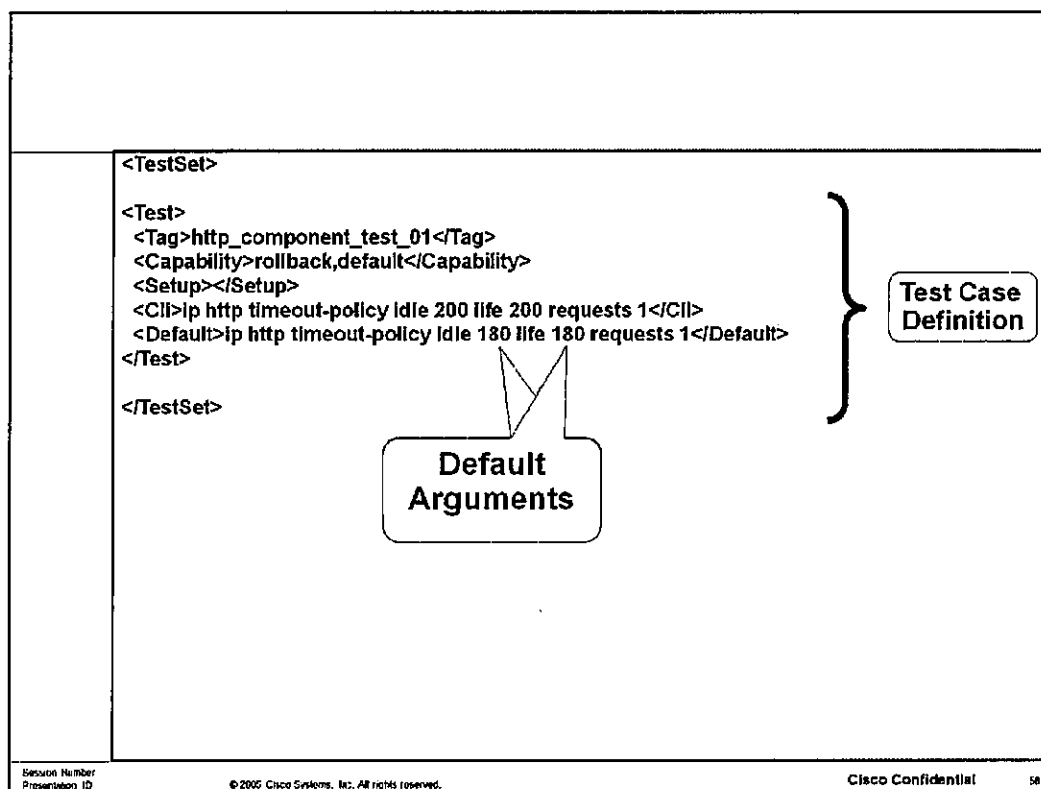 <TestSet>
<Test>
<Tag>http_component_test_01</Tag>
<Capability>rollback,default</Capability>
<Setup></Setup>
<Cli>ip http timeout-policy idle 200 life 200 requests 1</Cli>
<Default>ip http timeout-policy idle 180 life 180 requests 1</Default>
</Test>
</TestSet>
Test Case
Definition
Default
Arguments
Session Number
Presentation ID
© 2005 Cisco Systems, Inc. All rights reserved.
Cisco Confidential
58